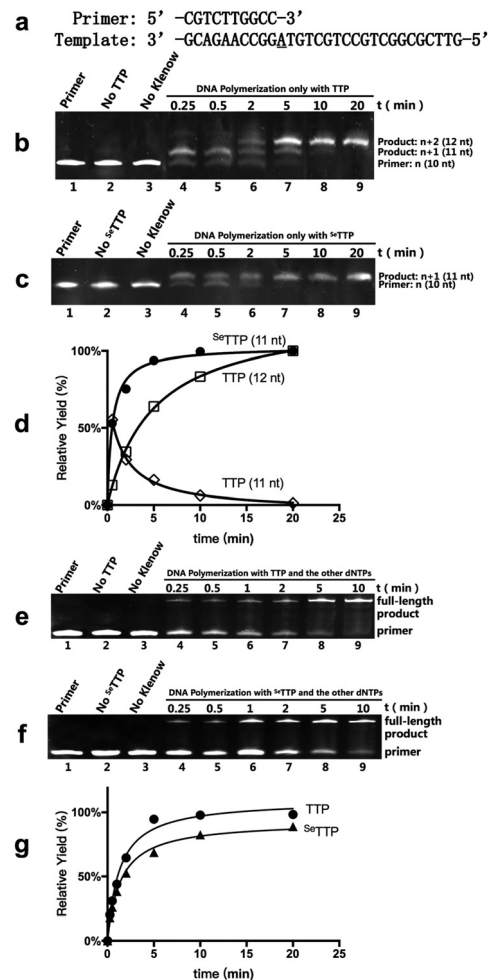 a
Primer: 5’ -CGTCTTGGCC-3’
Template: 3’ -GCAGAACCGGATGTCGTCCGTCGGCGCTTG-5’
b
Primer
No TTP
No Klenow
DNA Polymerization only with TTP
0.25 0.5 2 5 10 20 t ( min )
Product: n+2 (12 nt)
Product: n+1 (11 nt)
Primer: n (10 nt)
1 2 3 4 5 6 7 8 9
c
Primer
No SeTTP
No Klenow
DNA Polymerization only with SeTTP
0.25 0.5 2 5 10 20 t (min)
Product: n+1 (11 nt)
Primer: n (10 nt)
1 2 3 4 5 6 7 8 9
d
Relative Yield (%)
100%
50%
0%
SeTTP (11 nt)
TTP (12 nt)
TTP (11 nt)
0 5 10 15 20 25
time (min)
e
Primer
No TTP
No Klenow
DNA Polymerization with TTP and the other dNTPs
0.25 0.5 1 2 5 10 t ( min)
full-length
product
primer
1 2 3 4 5 6 7 8 9
f
Primer
No SeTTP
No Klenow
DNA Polymerization with SeTTP and the other dNTPs
0.25 0.5 1 2 5 10 t ( min)
full-length
product
primer
1 2 3 4 5 6 7 8 9
g
Relative Yield (%)
100%
50%
0%
TTP
SeTTP
0 5 10 15 20 25
time (min)